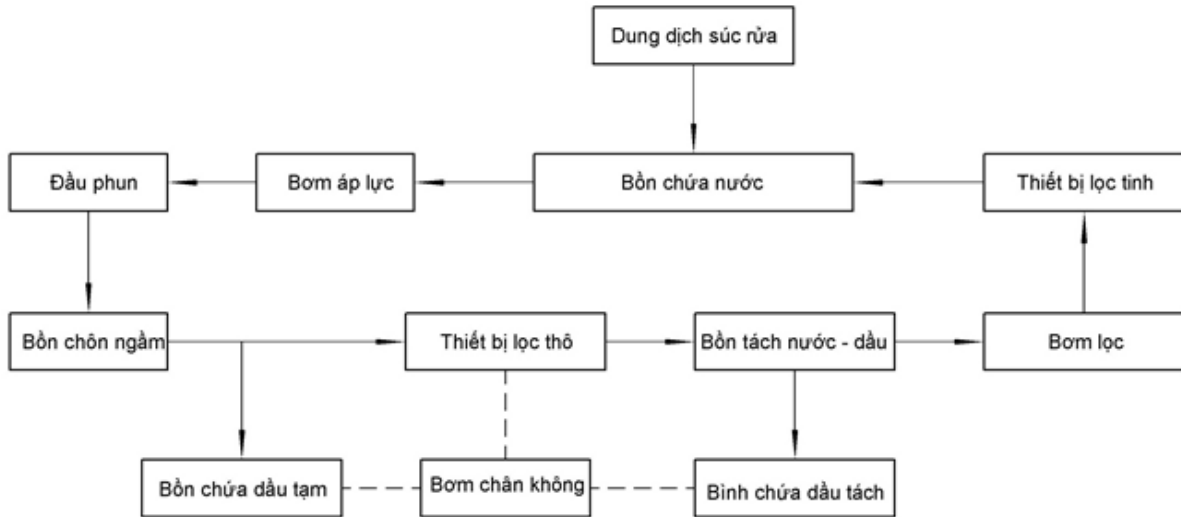 Dung dịch súc rửa
Đầu phun
Bơm áp lực
Bồn chứa nước
Thiết bị lọc tinh
Bồn chôn ngầm
Thiết bị lọc thô
Bồn tách nước - dầu
Bơm lọc
Bồn chứa dầu tạm
Bơm chân không
Bình chứa dầu tách